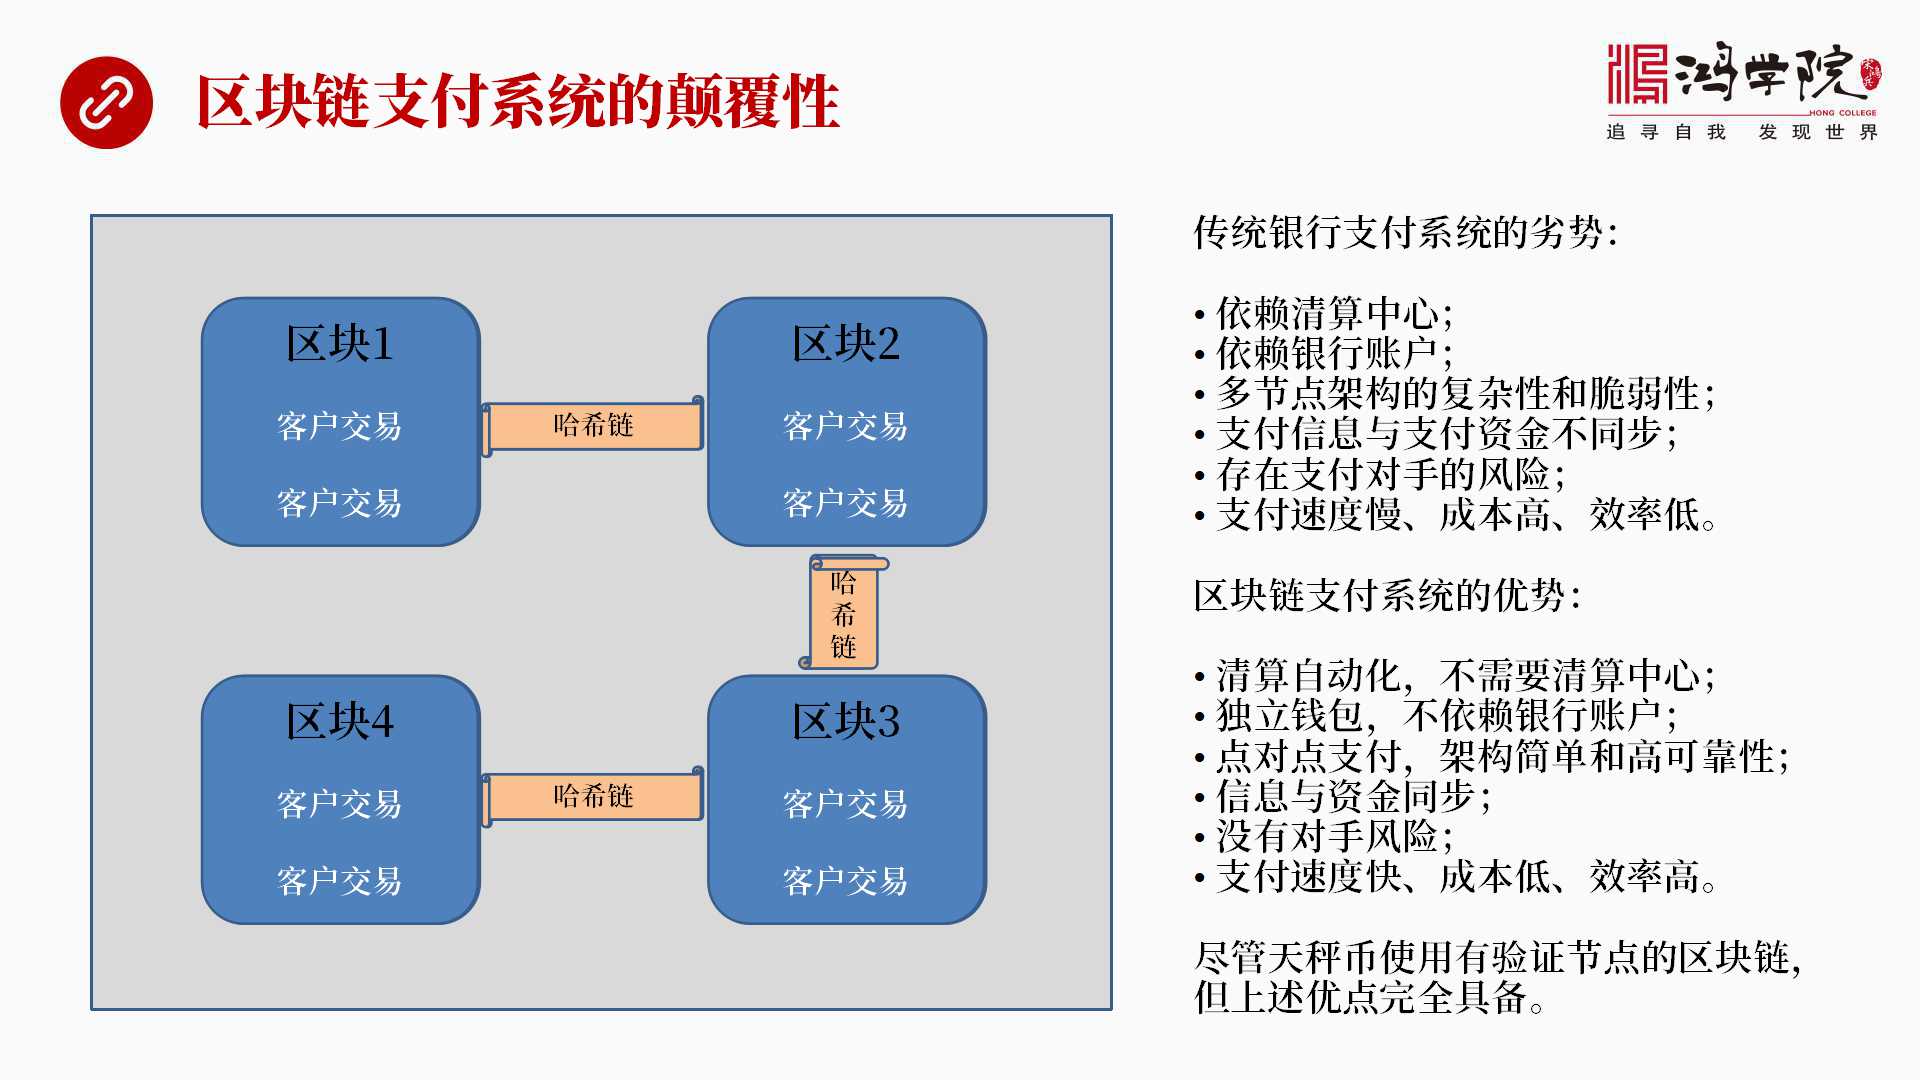 区块链支付系统的颠覆性
鸿学院
宋鸿兵
HONG COLLEGE
追寻自我 发现世界
区块1
客户交易
客户交易
哈希链
区块2
客户交易
客户交易
哈希链
区块4
客户交易
客户交易
哈希链
区块3
客户交易
客户交易
传统银行支付系统的劣势：
• 依赖清算中心；
• 依赖银行账户；
• 多节点架构的复杂性和脆弱性；
• 支付信息与支付资金不同步；
• 存在支付对手的风险；
• 支付速度慢、成本高、效率低。
区块链支付系统的优势：
• 清算自动化，不需要清算中心；
• 独立钱包，不依赖银行账户；
• 点对点支付，架构简单和高可靠性；
• 信息与资金同步；
• 没有对手风险；
• 支付速度快、成本低、效率高。
尽管天秤币使用有验证节点的区块链，
但上述优点完全具备。